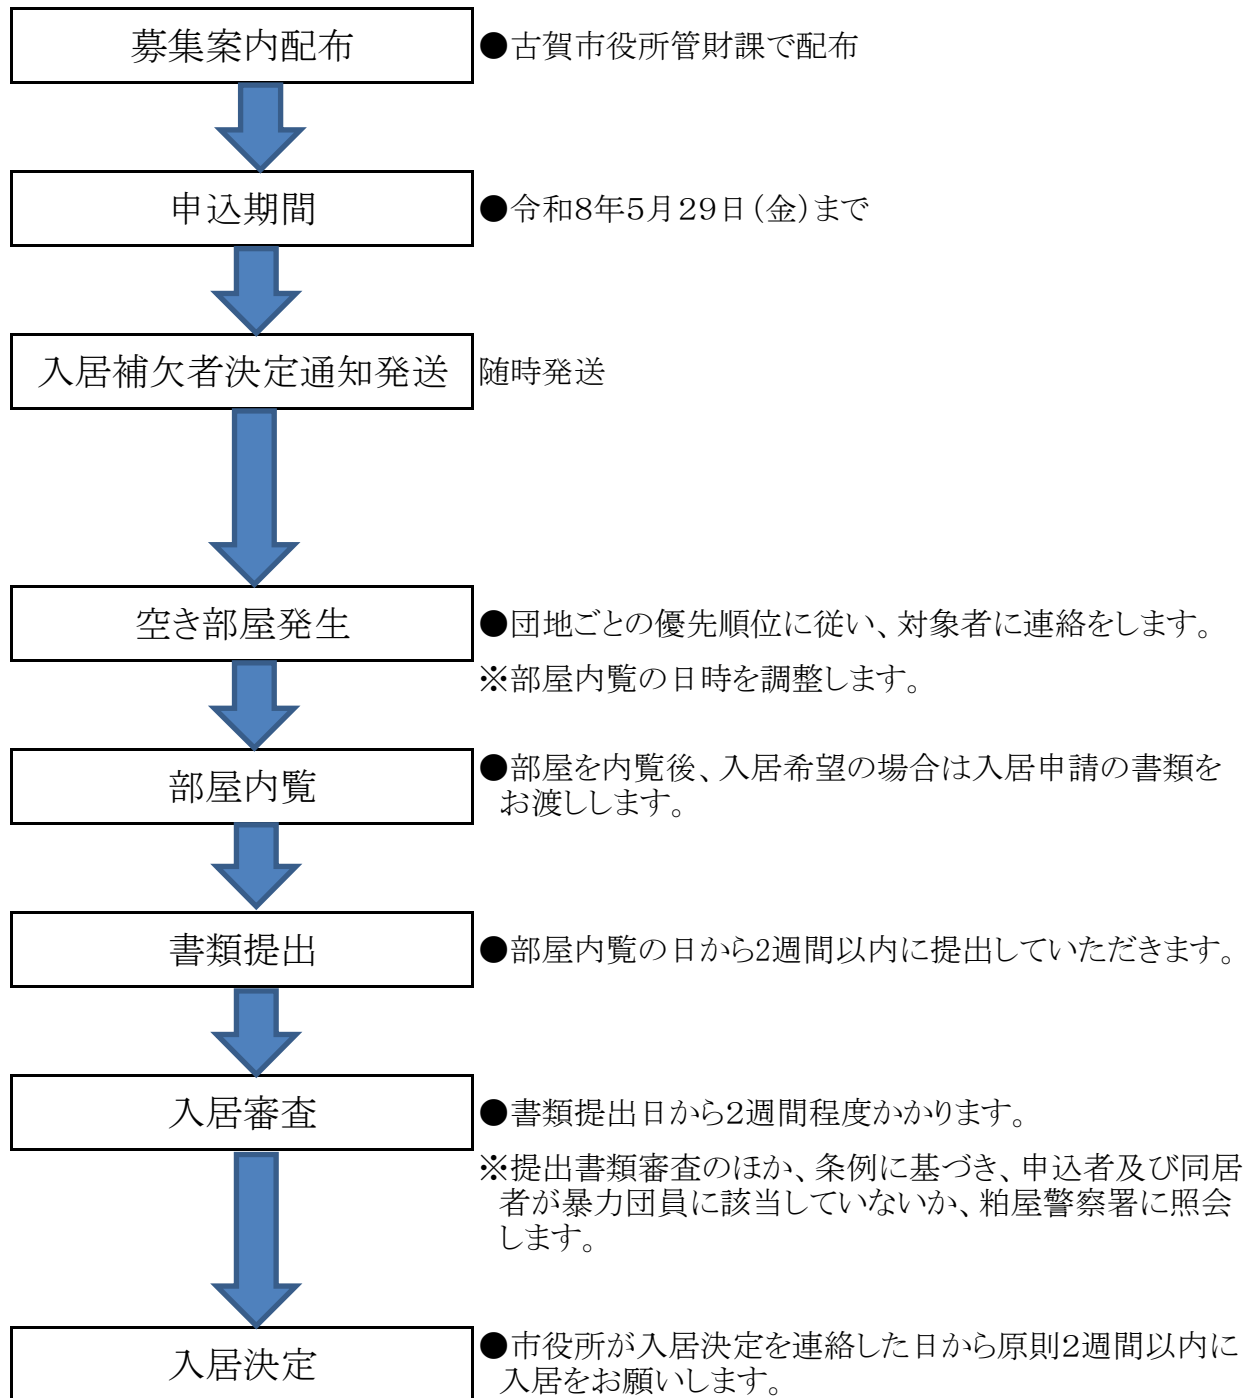 募集案内配布
●古賀市役所管財課で配布
申込期間
●令和8年5月29日(金)まで
入居補欠者決定通知発送
随時発送
空き部屋発生
●団地ごとの優先順位に従い、対象者に連絡をします。
※部屋内覧の日時を調整します。
部屋内覧
●部屋を内覧後、入居希望の場合は入居申請の書類を
お渡しします。
書類提出
●部屋内覧の日から2週間以内に提出していただきます。
入居審査
●書類提出日から2週間程度かかります。
※提出書類審査のほか、条例に基づき、申込者及び同居
者が暴力団員に該当していないか、粕屋警察署に照会
します。
入居決定
●市役所が入居決定を連絡した日から原則2週間以内に
入居をお願いします。